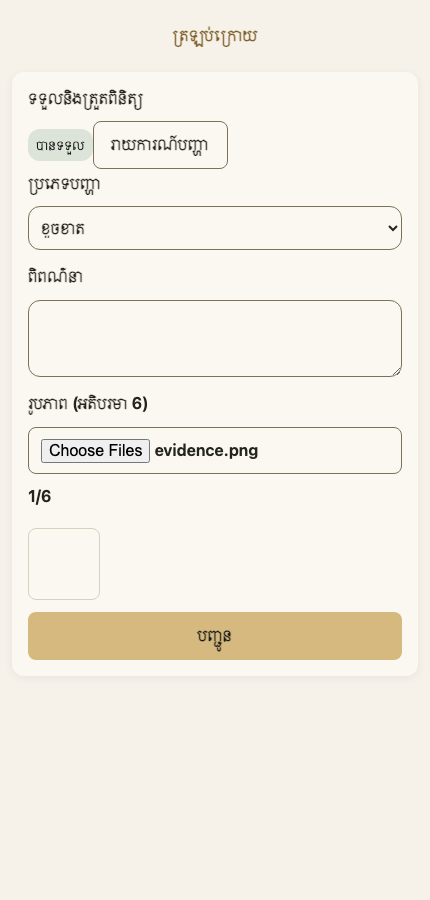 ត្រឡប់ក្រោយ
ទទួលនិងត្រួតពិនិត្យ
បានទទួល រាយការណ៍បញ្ហា
ប្រភេទបញ្ហា
ខូចខាត
ពិពណ៌នា
រូបភាព (អតិបរមា 6)
Choose Files evidence.png
1/6
បញ្ជូន